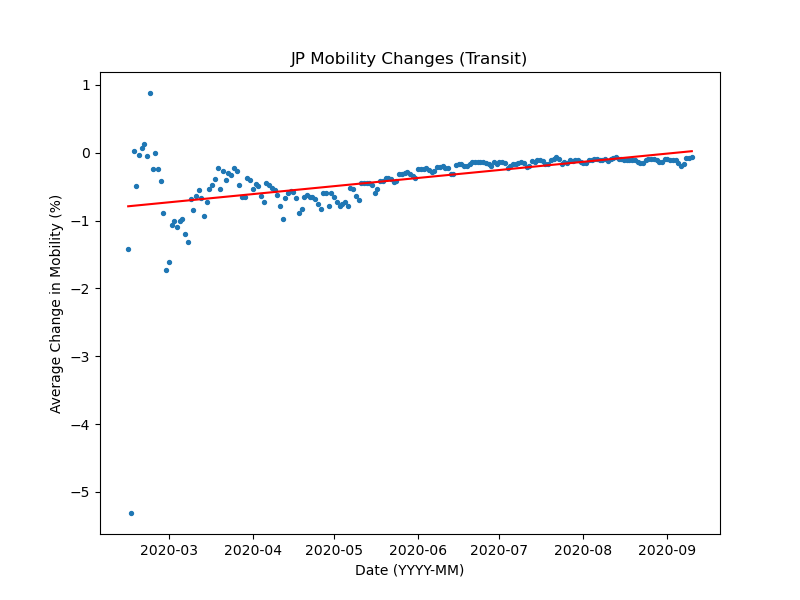 JP Mobility Changes (Transit)
Average Change in Mobility (%)
1
0
−1
−2
−3
−4
−5
2020-03 2020-04 2020-05 2020-06 2020-07 2020-08 2020-09
Date (YYYY-MM)